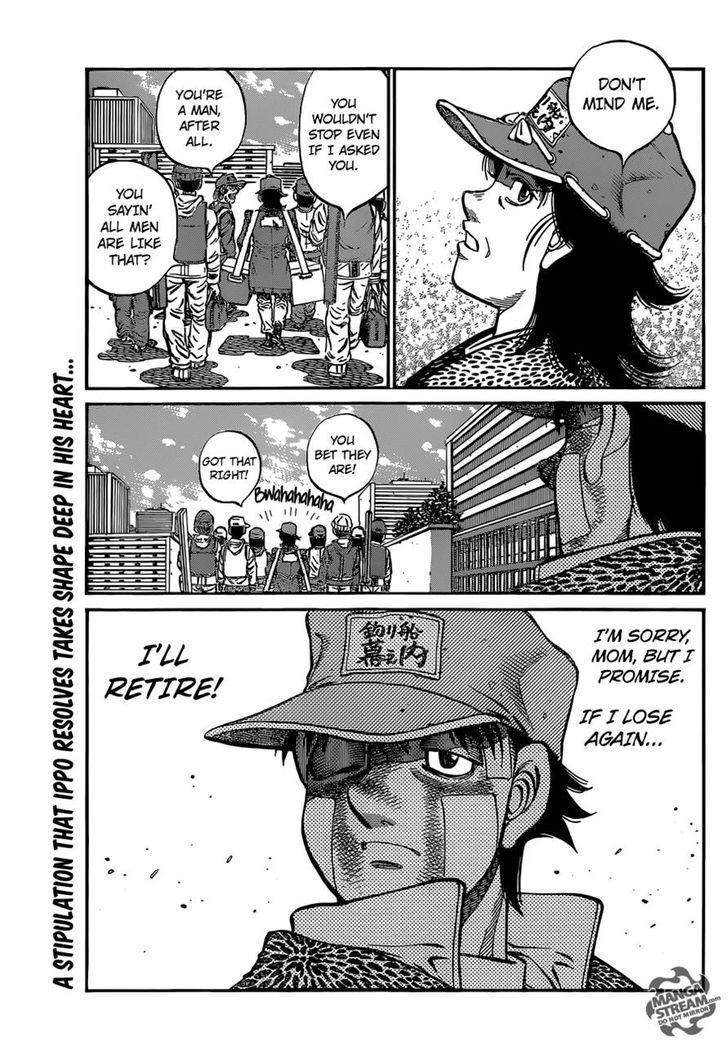 DON'T
MIND ME.
YOU
WOULDN'T
STOP EVEN
IF I ASKED
YOU.
YOU'RE
A MAN,
AFTER
ALL.
YOU
SAYIN'
ALL MEN
ARE LIKE
THAT?
YOU
BET THEY
ARE!
Bwahahahaha
GOT THAT
RIGHT!
I'M SORRY,
MOM, BUT I
PROMISE.
IF I LOSE
AGAIN...
釣り船
幕之内
I'LL
RETIRE!
A STIPULATION THAT IPPO RESOLVES TAKES SHAPE DEEP IN HIS HEART...
MANGA
STREAM.com
DO NOT MIRROR